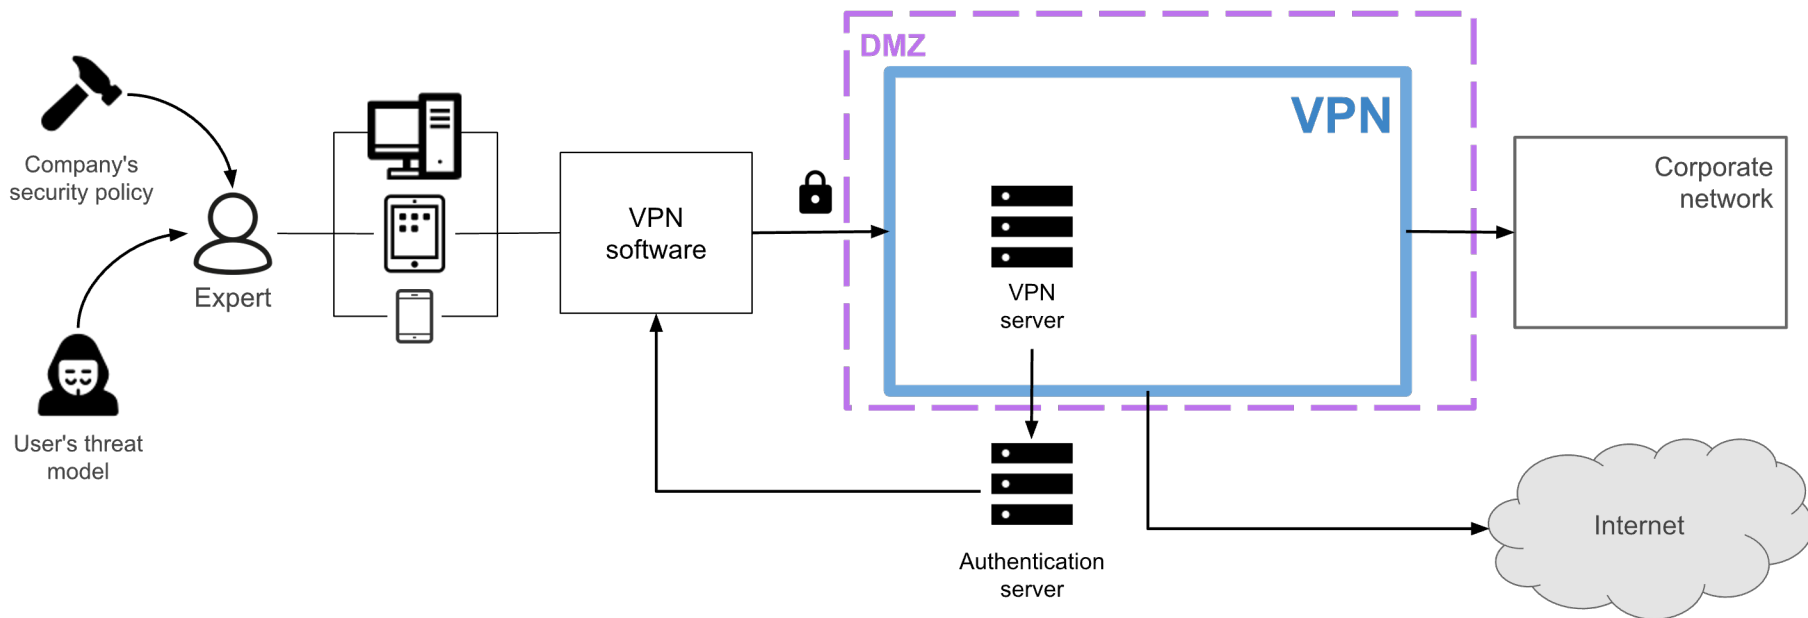 DMZ
VPN
Company's
security policy
Expert
User's threat
model
VPN
software
VPN
server
Corporate
network
Authentication
server
Internet